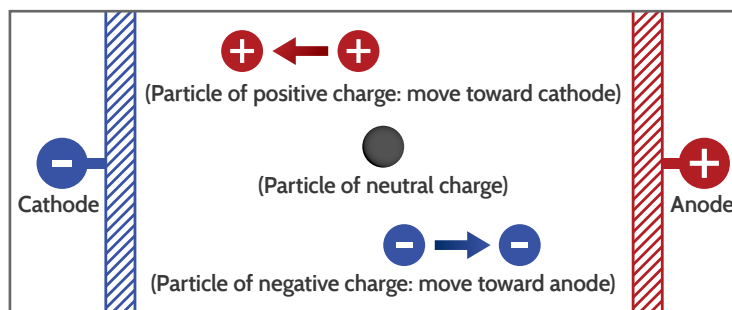 (Particle of positive charge: move toward cathode)
Cathode
(Particle of neutral charge)
Anode
(Particle of negative charge: move toward anode)